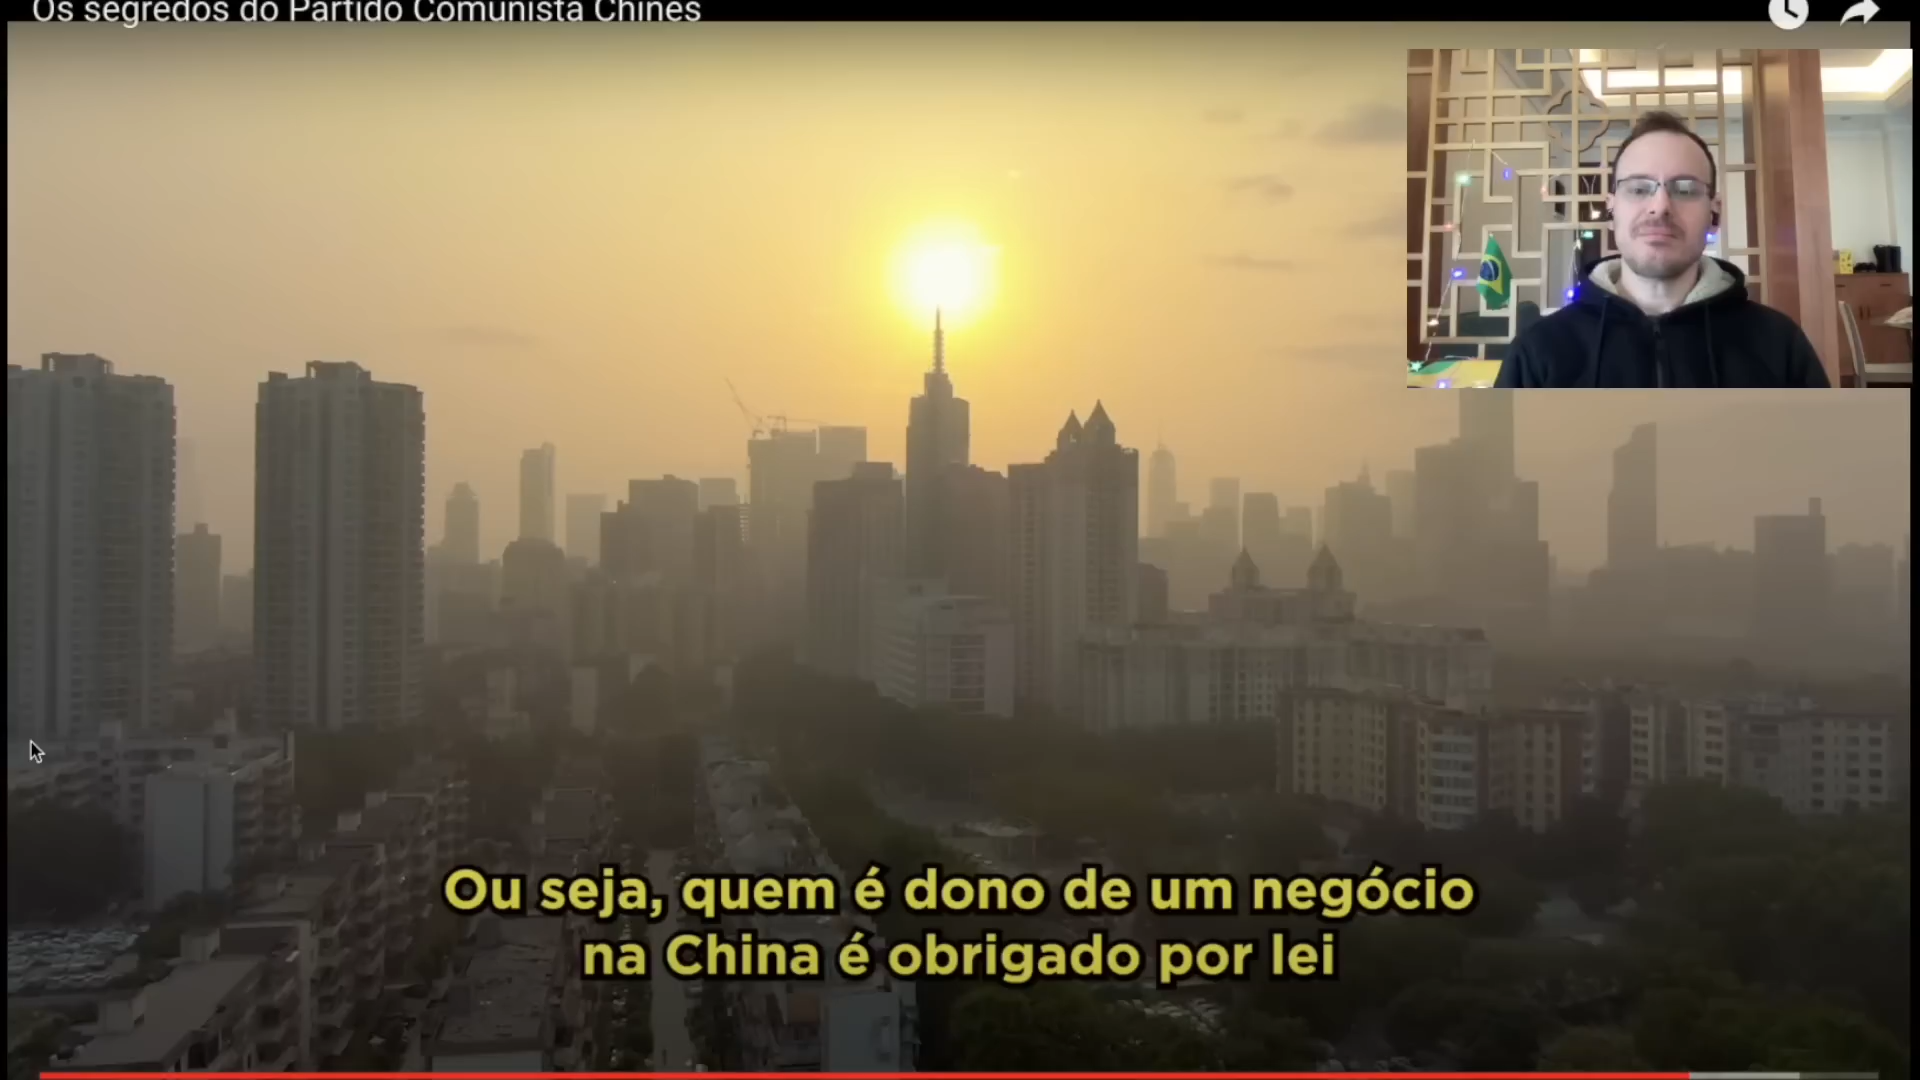 Os segredos do Partido Comunista Chinês
Ou seja, quem é dono de um negócio
na China é obrigado por lei